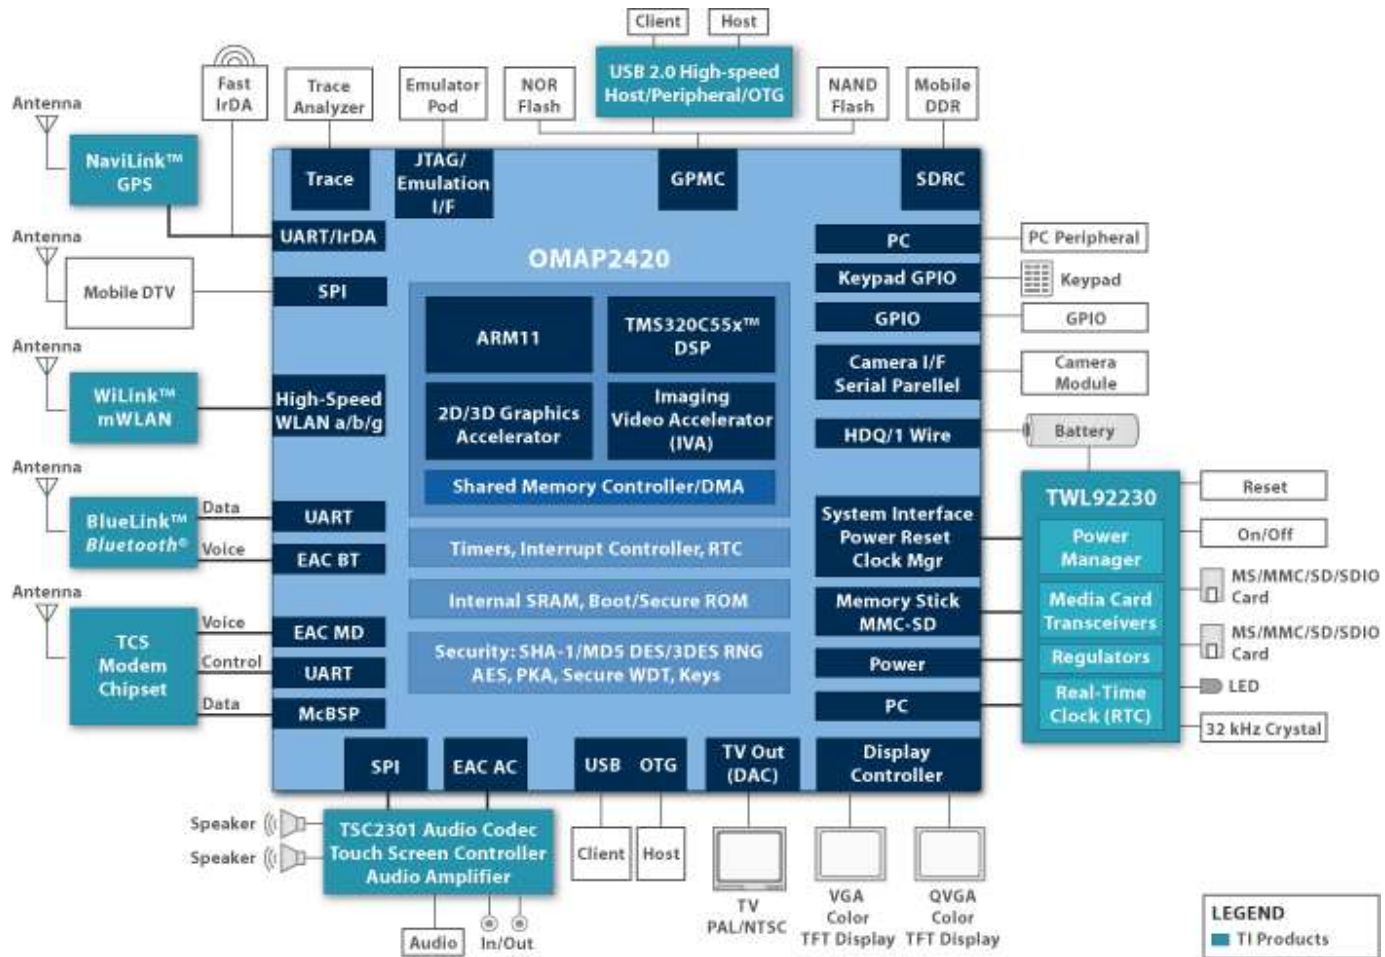 Client
Host
USB 2.0 High-speed
Host/Peripheral/OTG
Fast
IrDA
Trace
Analyzer
Emulator
Pod
NOR
Flash
NAND
Flash
Mobile
DDR
Antenna
NaviLink™
GPS
Trace
JTAG/
Emulation
I/F
GPMC
SDRC
UART/IrDA
OMAP2420
PC
PC Peripheral
Antenna
Mobile DTV
SPI
Keypad GPIO
Keypad
GPIO
GPIO
ARM11
TMS320C55x™
DSP
Camera I/F
Serial Parellel
Camera
Module
Antenna
WiLink™
mWLAN
High-Speed
WLAN a/b/g
2D/3D Graphics
Accelerator
Imaging
Video Accelerator
(IVA)
HDQ/1 Wire
Battery
Shared Memory Controller/DMA
Antenna
BlueLink™
Bluetooth®
Data
Voice
UART
EAC BT
Timers, Interrupt Controller, RTC
System Interface
Power Reset
Clock Mgr
TWL92230
Power
Manager
Reset
On/Off
Internal SRAM, Boot/Secure ROM
Memory Stick
MMC-SD
Media Card
Transceivers
MS/MMC/SD/SDIO
Card
MS/MMC/SD/SDIO
Card
Antenna
TCS
Modem
Chipset
Voice
Control
Data
EAC MD
UART
McBSP
Security: SHA-1/MD5 DES/3DES RNG
AES, PKA, Secure WDT, Keys
Power
Regulators
PC
Real-Time
Clock (RTC)
LED
32 kHz Crystal
SPI
EAC AC
USB OTG
TV Out
(DAC)
Display
Controller
Speaker
Speaker
TSC2301 Audio Codec
Touch Screen Controller
Audio Amplifier
Client
Host
Audio
In/Out
TV
PAL/NTSC
VGA
Color
TFT Display
QVGA
Color
TFT Display
LEGEND
TI Products